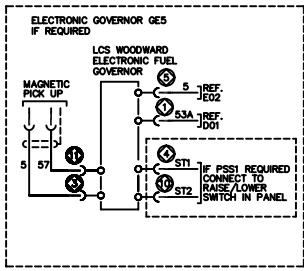 ELECTRONIC GOVERNOR GE5
IF REQUIRED
LCS WOODWARD
ELECTRONIC FUEL
GOVERNOR
MAGNETIC
PICK UP
5
5
REF.
E02
1
53A
REF.
D01
5
57
11
3
4
ST1
10
ST2
IF PSS1 REQUIRED
CONNECT TO
RAISE/LOWER
SWITCH IN PANEL